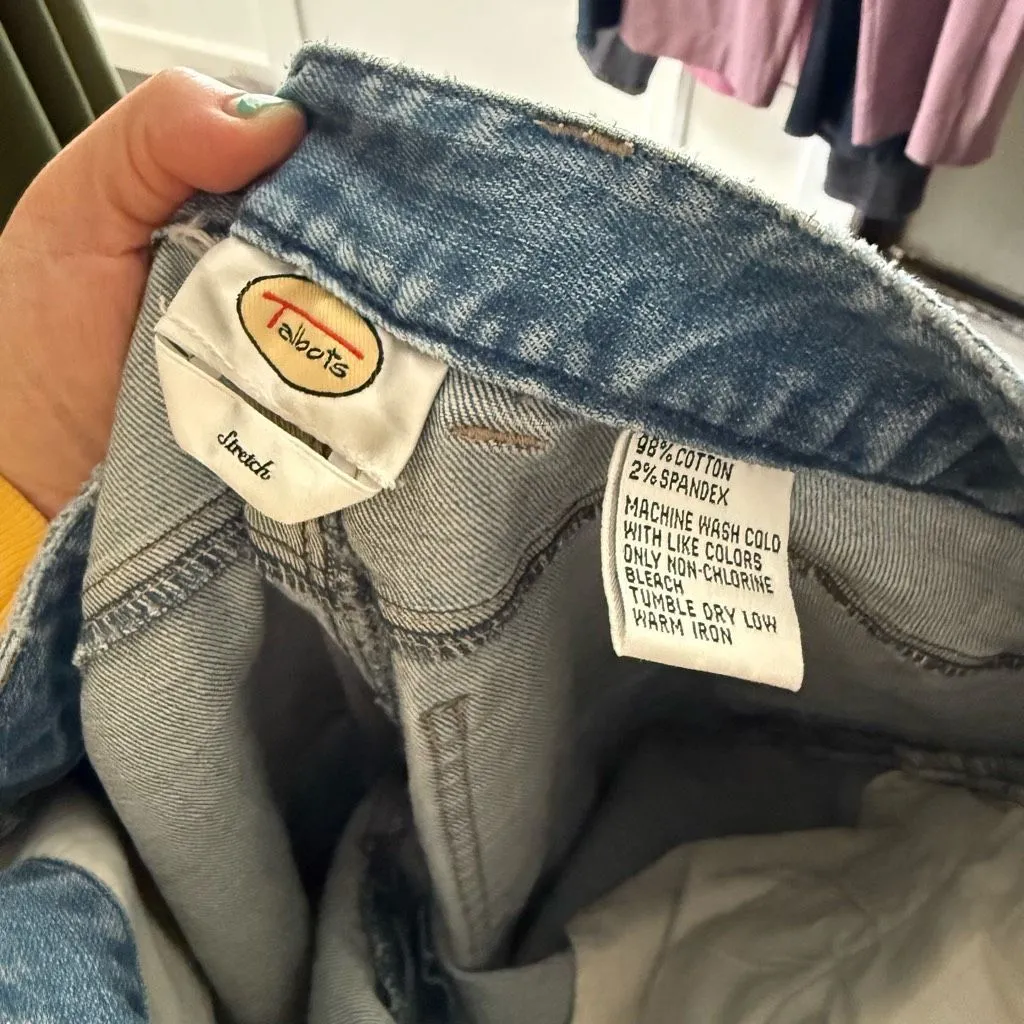 Talbots
Stretch
98% COTTON
2% SPANDEX
MACHINE WASH COLD
WITH LIKE COLORS
ONLY NON-CHLORINE
BLEACH
TUMBLE DRY LOW
WARM IRON